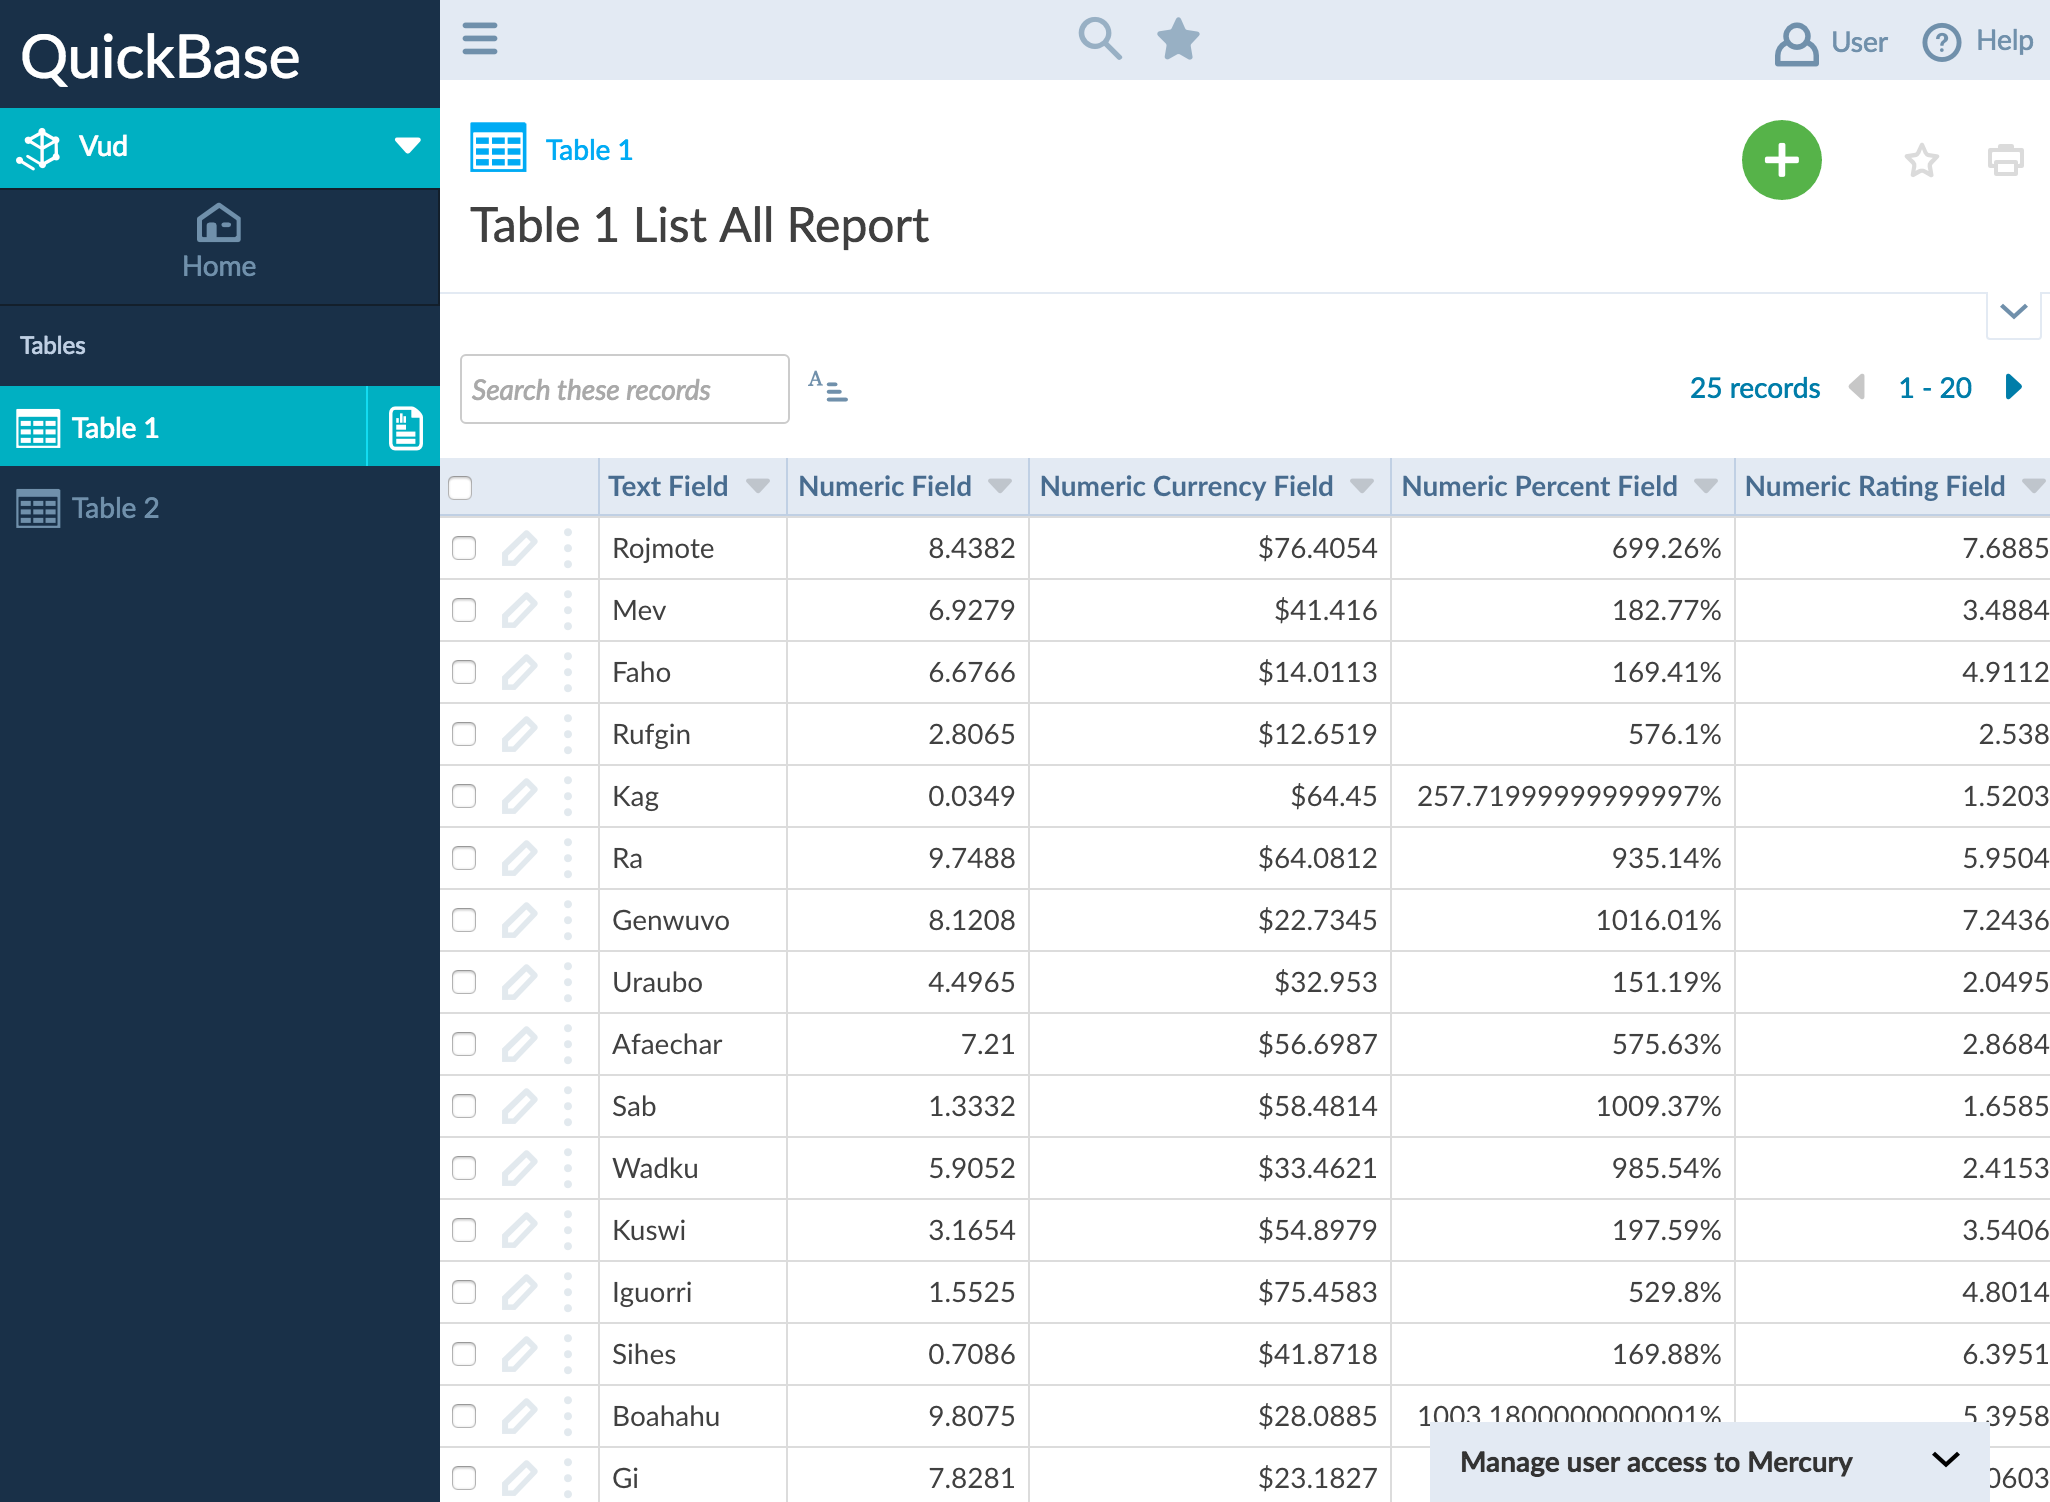 QuickBase
User
? Help
Vud
Home
Tables
Table 1
Table 2
Table 1
Table 1 List All Report
Search these records
A
25 records 1 - 20
Text Field Numeric Field Numeric Currency Field Numeric Percent Field Numeric Rating Field
Rojmote 8.4382 $76.4054 699.26% 7.6885
Mev 6.9279 $41.416 182.77% 3.4884
Faho 6.6766 $14.0113 169.41% 4.9112
Rufgin 2.8065 $12.6519 576.1% 2.538
Kag 0.0349 $64.45 257.71999999999997% 1.5203
Ra 9.7488 $64.0812 935.14% 5.9504
Genwuvo 8.1208 $22.7345 1016.01% 7.2436
Uraubo 4.4965 $32.953 151.19% 2.0495
Afaechar 7.21 $56.6987 575.63% 2.8684
Sab 1.3332 $58.4814 1009.37% 1.6585
Wadku 5.9052 $33.4621 985.54% 2.4153
Kuswi 3.1654 $54.8979 197.59% 3.5406
Iguorri 1.5525 $75.4583 529.8% 4.8014
Sihes 0.7086 $41.8718 169.88% 6.3951
Boahahu 9.8075 $28.0885 1003.1800000000001% 5.3958
Gi 7.8281 $23.1827 0603
Manage user access to Mercury